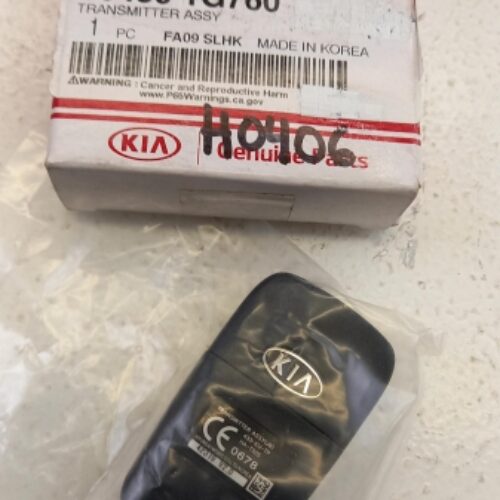 TRANSMITTER ASSY
1 PC FA09 SLHK MADE IN KOREA
WARNING : Cancer and Reproductive Harm
www.P65Warnings.ca.gov
H0406
KIA Genuine Parts
KIA
CE 0678